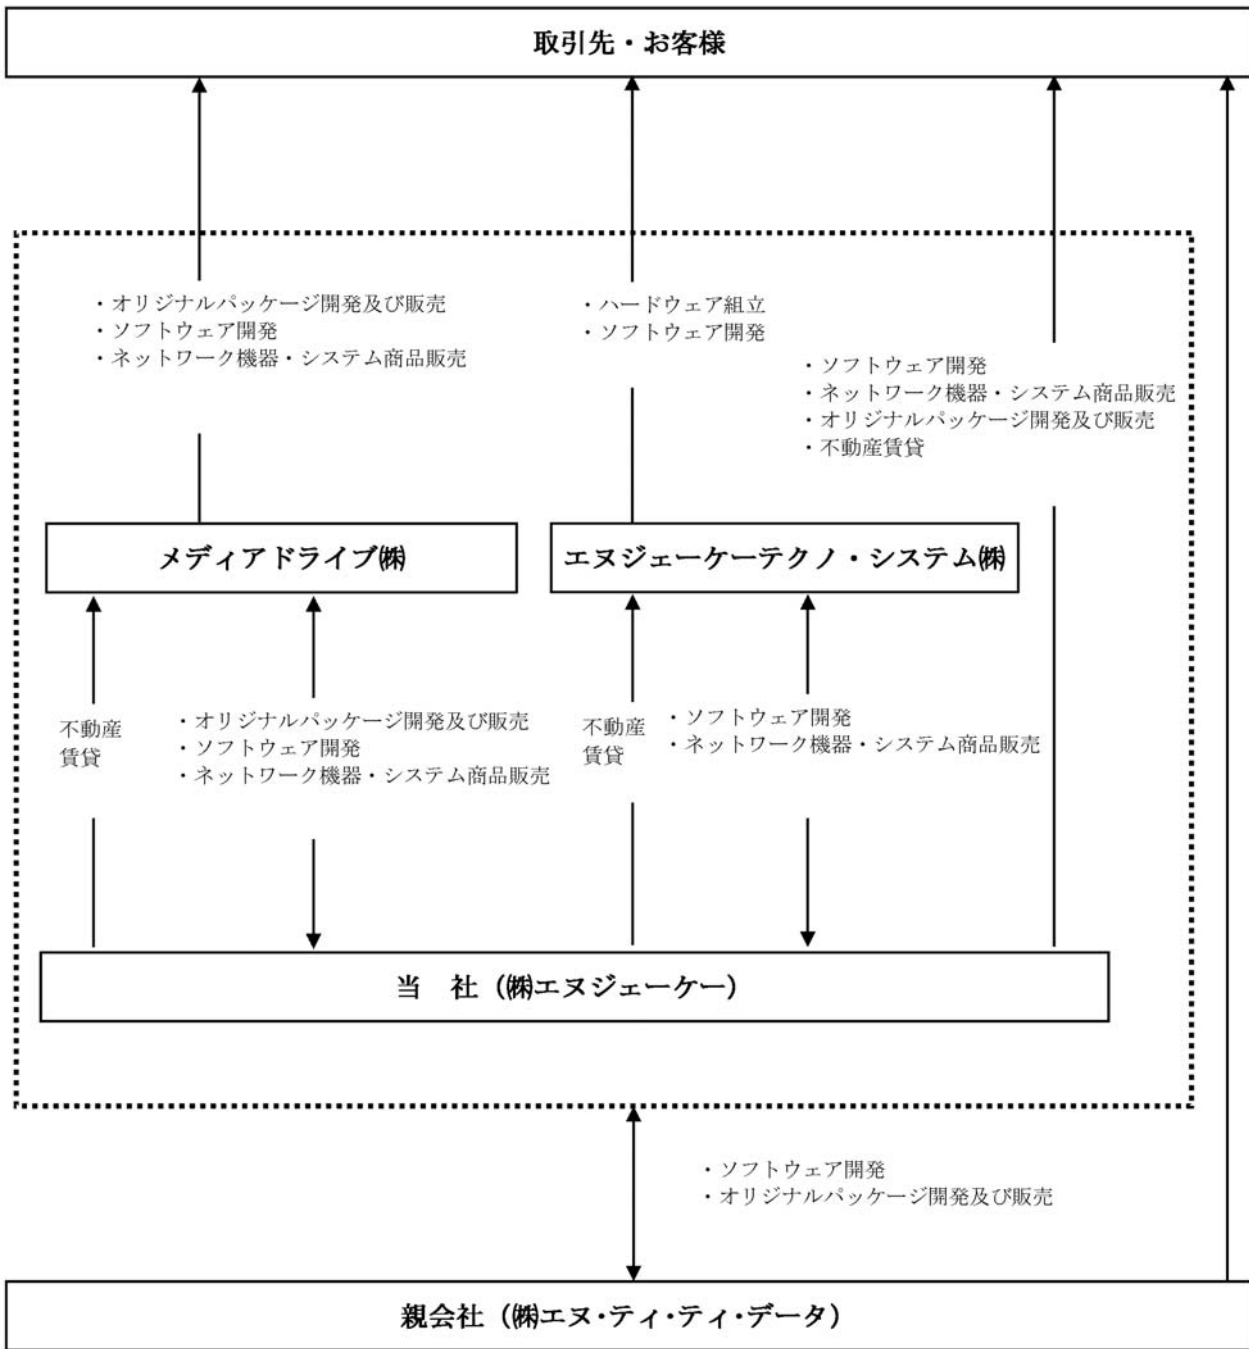 取引先・お客様
・オリジナルパッケージ開発及び販売
・ソフトウェア開発
・ネットワーク機器・システム商品販売
・ハードウェア組立
・ソフトウェア開発
・ソフトウェア開発
・ネットワーク機器・システム商品販売
・オリジナルパッケージ開発及び販売
・不動産賃貸
メディアドライブ㈱
エヌジェーケーテクノ・システム㈱
不動産
賃貸
・オリジナルパッケージ開発及び販売
・ソフトウェア開発
・ネットワーク機器・システム商品販売
不動産
賃貸
・ソフトウェア開発
・ネットワーク機器・システム商品販売
当　社（㈱エヌジェーケー）
・ソフトウェア開発
・オリジナルパッケージ開発及び販売
親会社（㈱エヌ・ティ・ティ・データ）